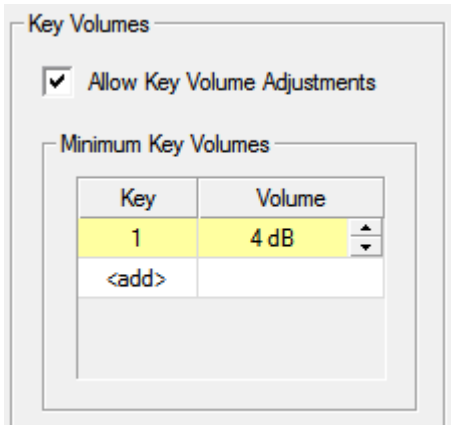 Key Volumes
Allow Key Volume Adjustments
Minimum Key Volumes
Key Volume
1 4 dB
<add>